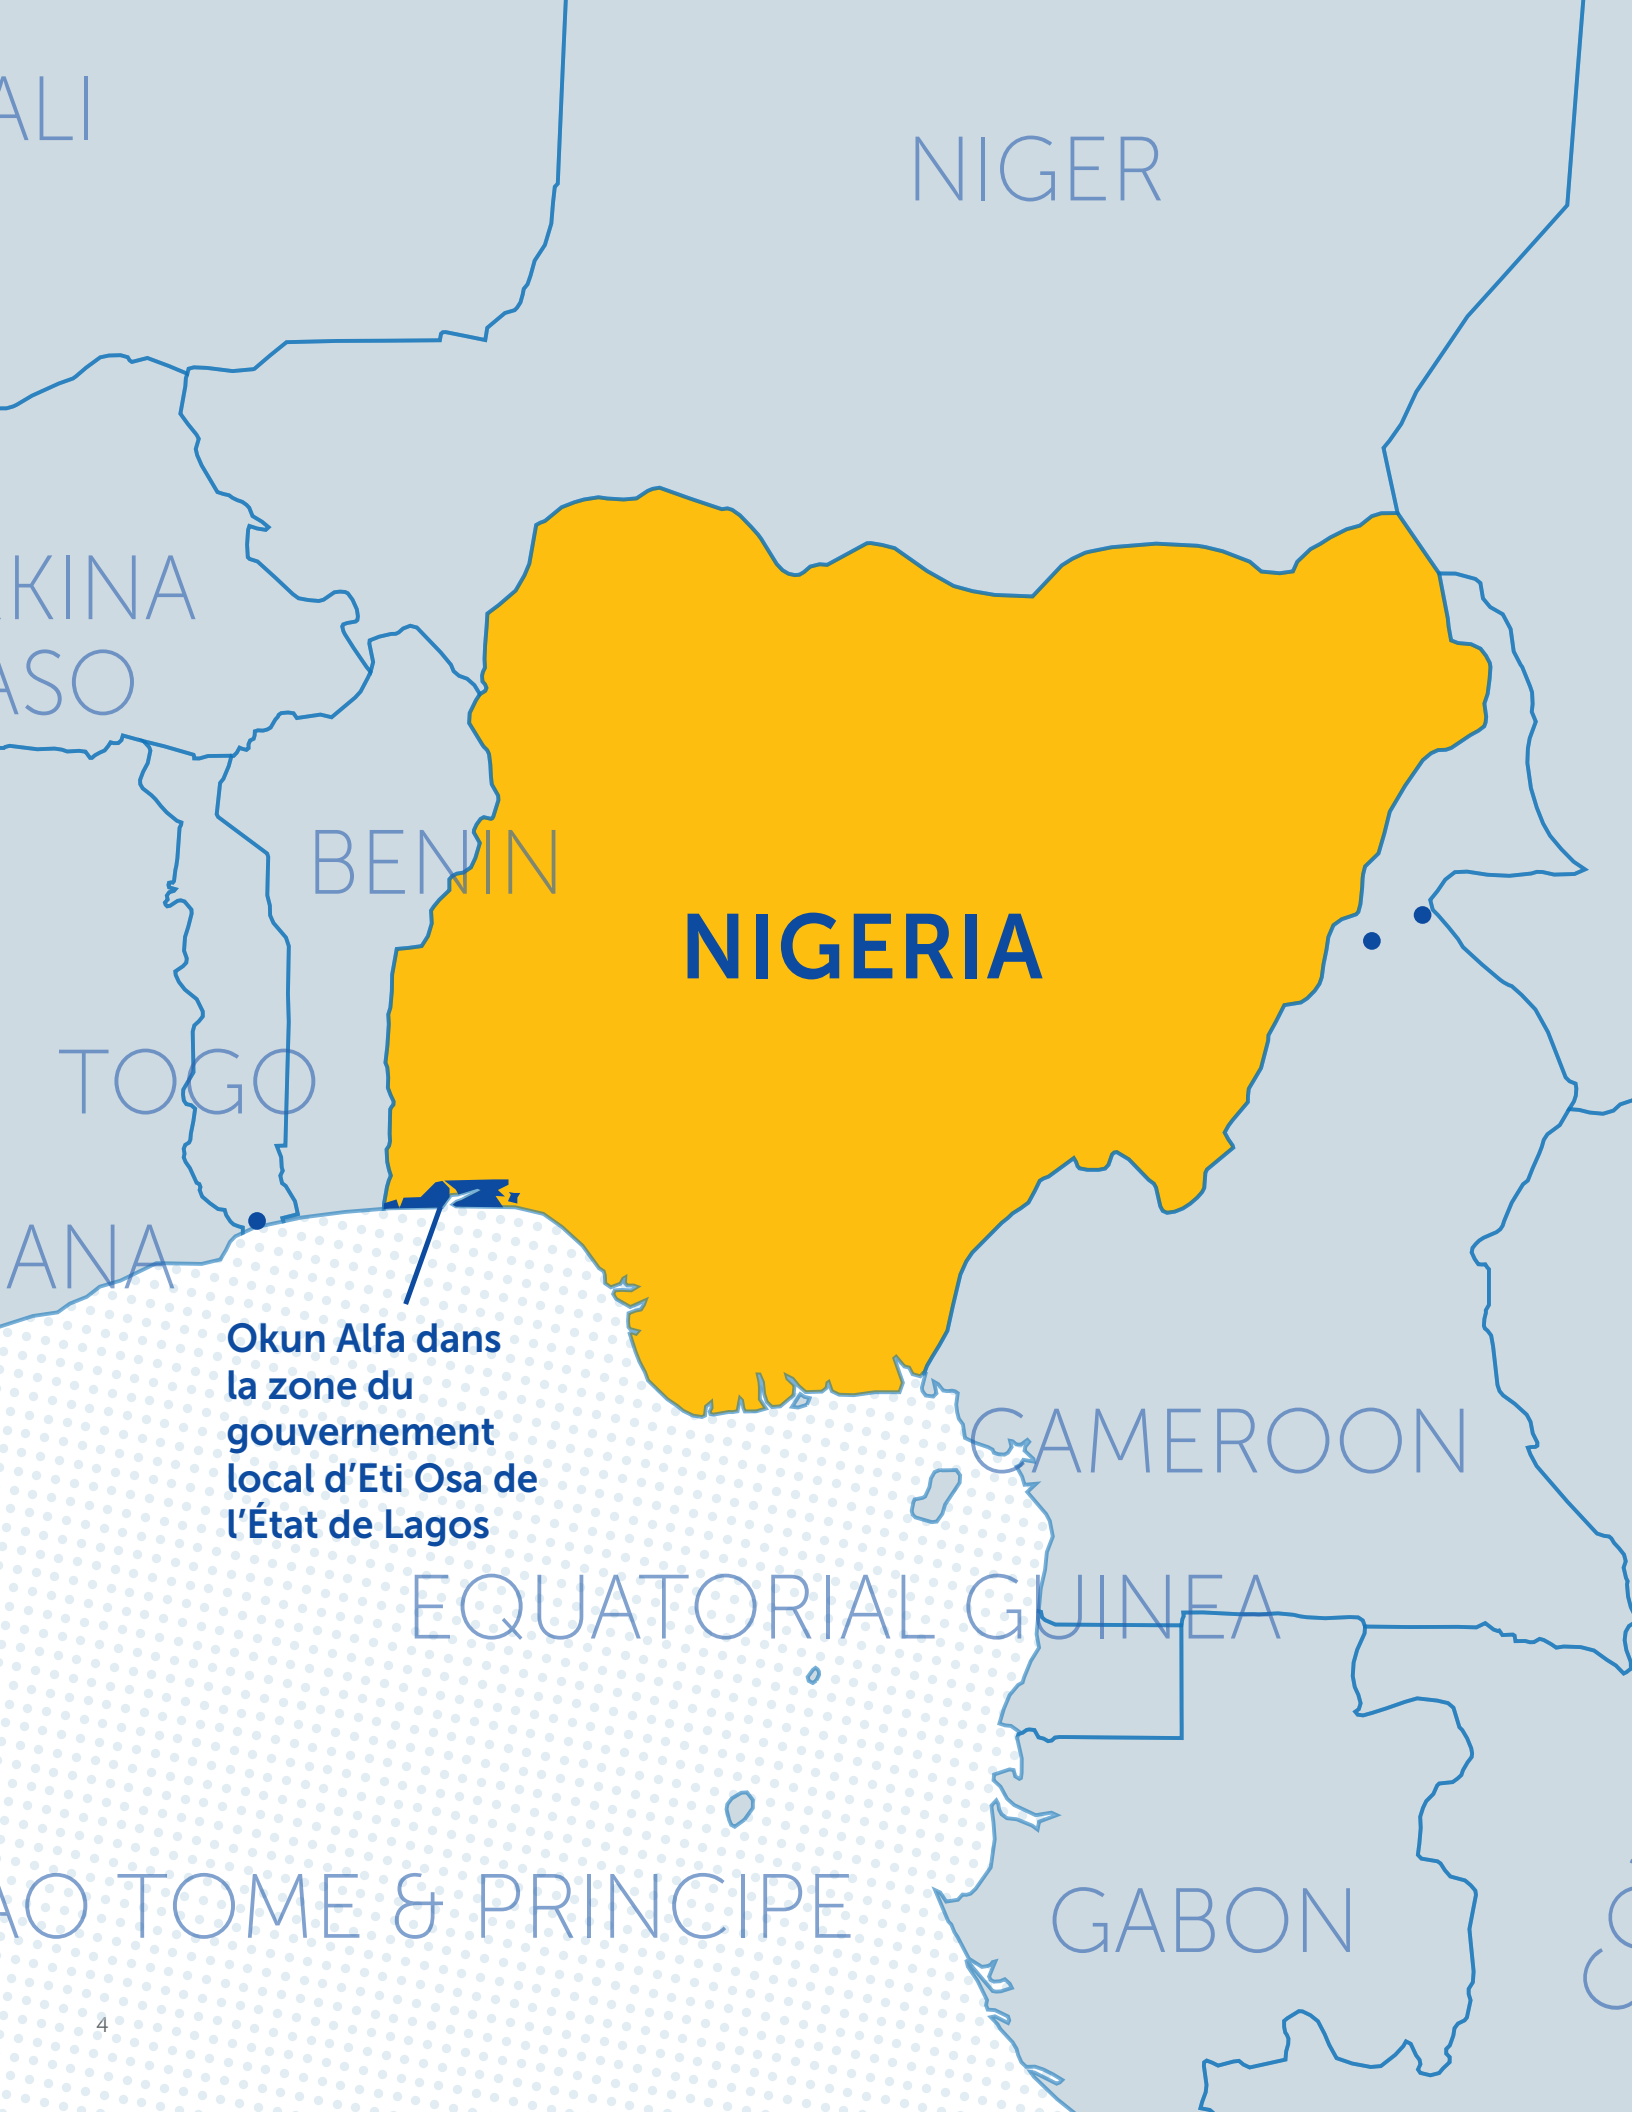 ALI
NIGER
KINA
ASO
BENIN
NIGERIA
TOGO
ANA
Okun Alfa dans
la zone du
gouvernement
local d’Eti Osa de
l’État de Lagos
CAMEROON
EQUATORIAL GUINEA
AO TOME & PRINCIPE
GABON
4